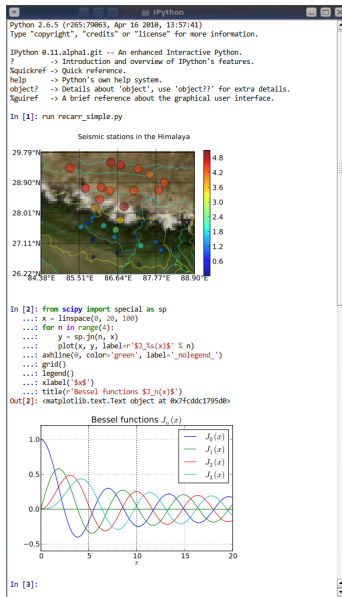 IPython
Python 2.6.5 (r265:79063, Apr 16 2010, 13:57:41)
Type "copyright", "credits" or "license" for more information.
IPython 0.11.alpha1.git -- An enhanced Interactive Python.
? -> Introduction and overview of IPython's features.
%quickref -> Quick reference.
help -> Python's own help system.
object? -> Details about 'object', use 'object??' for extra details.
%guiref -> A brief reference about the graphical user interface.
In [1]: run recarr_simple.py
Seismic stations in the Himalaya
29.79°N
28.90°N
28.01°N
27.11°N
26.22°N
84.38°E 85.51°E 86.64°E 87.77°E 88.90°E
4.8
4.2
3.6
3.0
2.4
1.8
1.2
0.6
In [2]: from scipy import special as sp
...: x = linspace(0, 20, 100)
...: for n in range(4):
...: y = sp.jn(n, x)
...: plot(x, y, label=r'$J_%s(x)$' % n)
...: axhline(0, color='green', label='_nolegend_')
...: grid()
...: legend()
...: xlabel('$x$')
...: title(r'Bessel functions $J_n(x)$')
Out[2]: <matplotlib.text.Text object at 0x7fcddc1795d0>
Bessel functions Jₙ(x)
1.0
0.5
0.0
−0.5
0 5 10 15 20
x
J₀(x)
J₁(x)
J₂(x)
J₃(x)
In [3]: